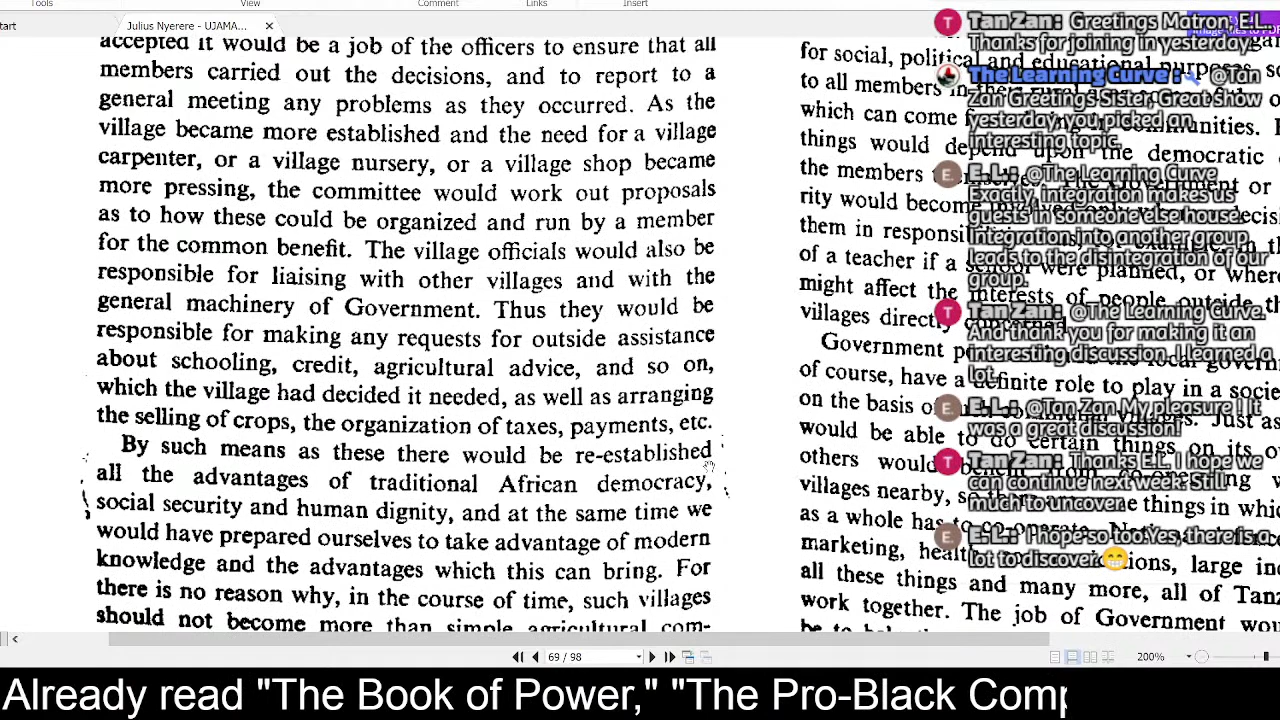 Tools View Comment Links Insert
tart Julius Nyerere - UJAMA... ×
accepted it would be a job of the officers to ensure that all
members carried out the decisions, and to report to a
general meeting any problems as they occurred. As the
village became more established and the need for a village
carpenter, or a village nursery, or a village shop became
more pressing, the committee would work out proposals
as to how these could be organized and run by a member
for the common benefit. The village officials would also be
responsible for liaising with other villages and with the
general machinery of Government. Thus they would be
responsible for making any requests for outside assistance
about schooling, credit, agricultural advice, and so on,
which the village had decided it needed, as well as arranging
the selling of crops, the organization of taxes, payments, etc.
By such means as these there would be re-established
all the advantages of traditional African democracy,
social security and human dignity, and at the same time we
would have prepared ourselves to take advantage of modern
knowledge and the advantages which this can bring. For
there is no reason why, in the course of time, such villages
should not become more than simple agricultural com-
for social, political and educational purposes
to all members in
which can come
things would depend upon the democratic
the members
rity would become
them in responsi
of a teacher if a school were planned, or where
might affect the interests of people outside
villages directly concerned
Government
of course, have a definite role to play in a socie
on the basis of
would be able to do certain things on its
others would
villages nearby,
as a whole has to co-operate.
marketing, large in
all these things and many more, all of Tanz
work together. The job of Government wou
Tan Zan: Greetings Matron, E.L.
Thanks for joining in yesterday.
The Learning Curve: @Tan
Zan Greetings Sister, Great show
yesterday, you picked an
interesting topic.
E. L.: @The Learning Curve
Exactly, integration makes us
guests in someone else house.
Integration into another group
leads to the disintegration of our
group.
Tan Zan: @The Learning Curve.
And thank you for making it an
interesting discussion. I learned a
lot.
E. L.: @Tan Zan My pleasure! It
was a great discussion!
Tan Zan: Thanks E.L. I hope we
can continue next week. Still
much to uncover.
E. L.: I hope so too! Yes, there is a
lot to discover 😁
69 / 98 200%
Already read "The Book of Power," "The Pro-Black Comp